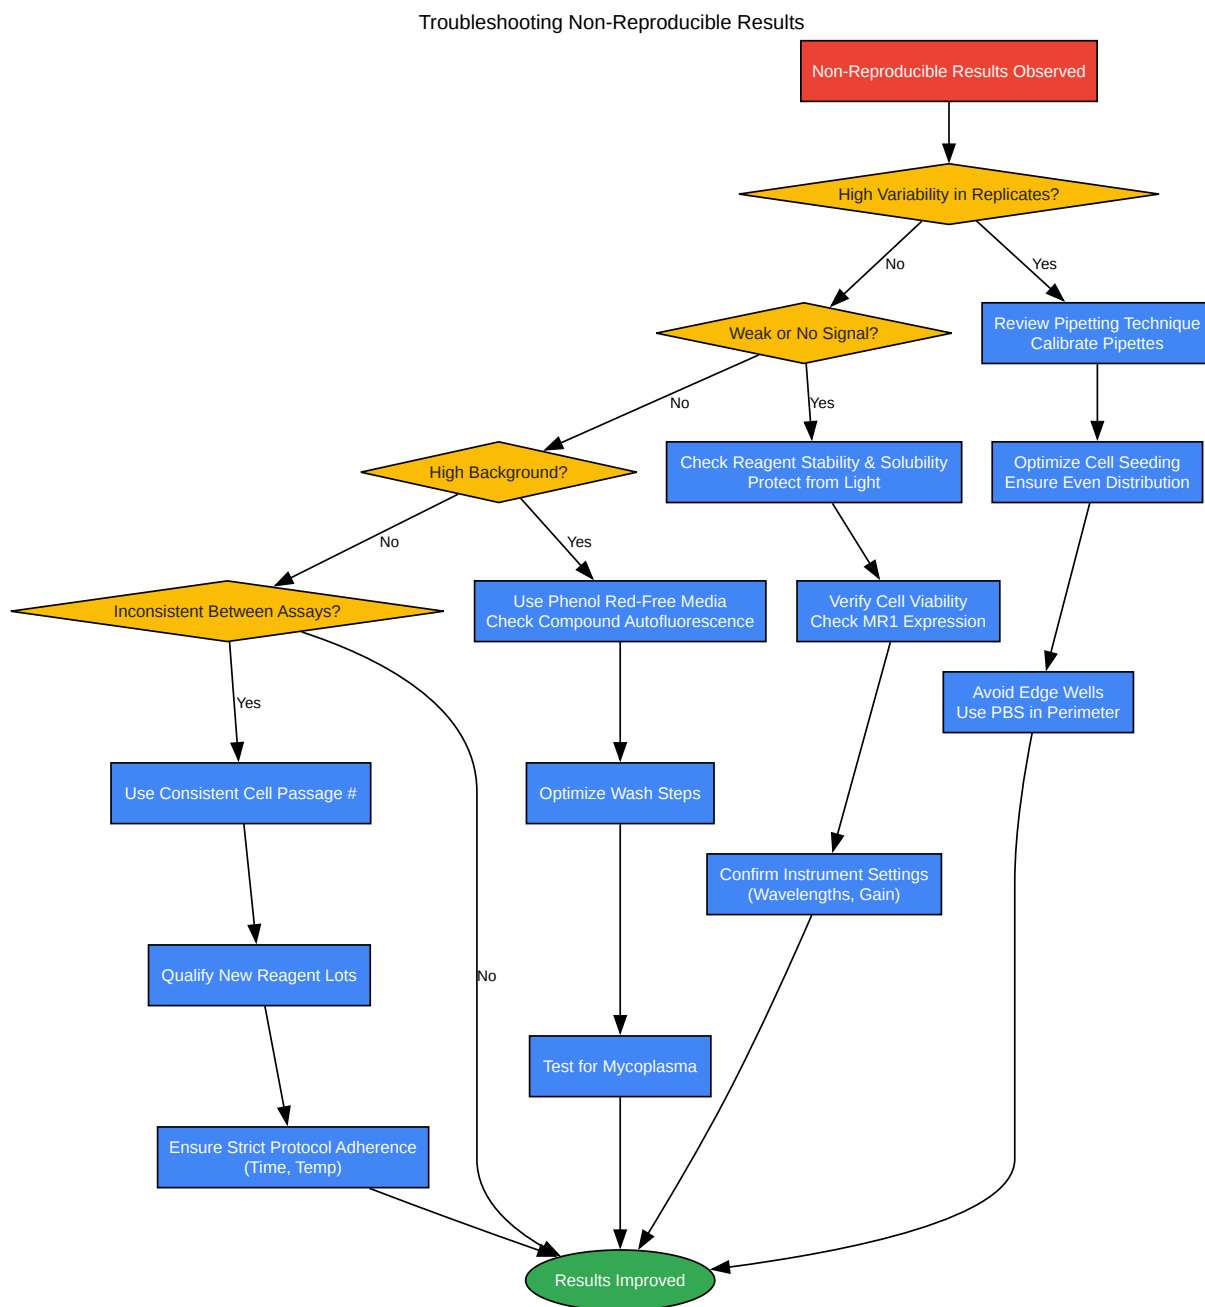 Troubleshooting Non-Reproducible Results
Non-Reproducible Results Observed
High Variability in Replicates?
No
Yes
Weak or No Signal?
Review Pipetting Technique
Calibrate Pipettes
No
Yes
High Background?
Check Reagent Stability & Solubility
Protect from Light
Optimize Cell Seeding
Ensure Even Distribution
No
Yes
Inconsistent Between Assays?
Use Phenol Red-Free Media
Check Compound Autofluorescence
Verify Cell Viability
Check MR1 Expression
Yes
Avoid Edge Wells
Use PBS in Perimeter
Use Consistent Cell Passage #
Optimize Wash Steps
Confirm Instrument Settings
(Wavelengths, Gain)
Qualify New Reagent Lots
No
Test for Mycoplasma
Ensure Strict Protocol Adherence
(Time, Temp)
Results Improved